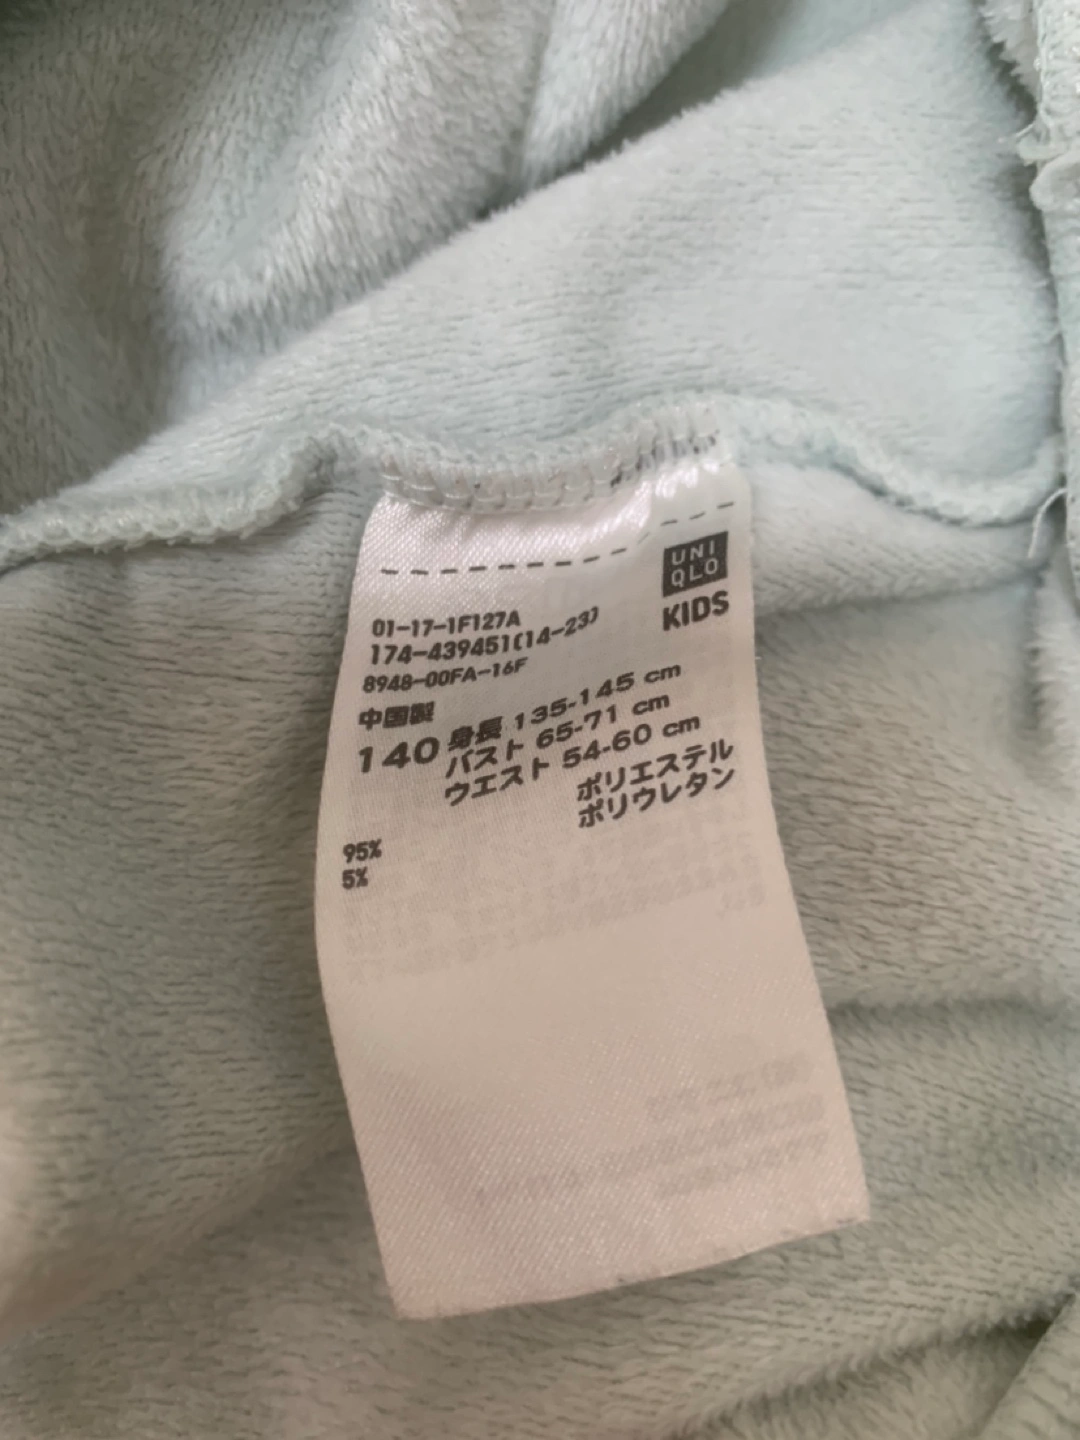 UNI
QLO
KIDS
01-17-1F127A
174-439451(14-23)
8948-00FA-16F
中国製
140 身長 135-145 cm
バスト 65-71 cm
ウエスト 54-60 cm
ポリエステル
ポリウレタン
95%
5%